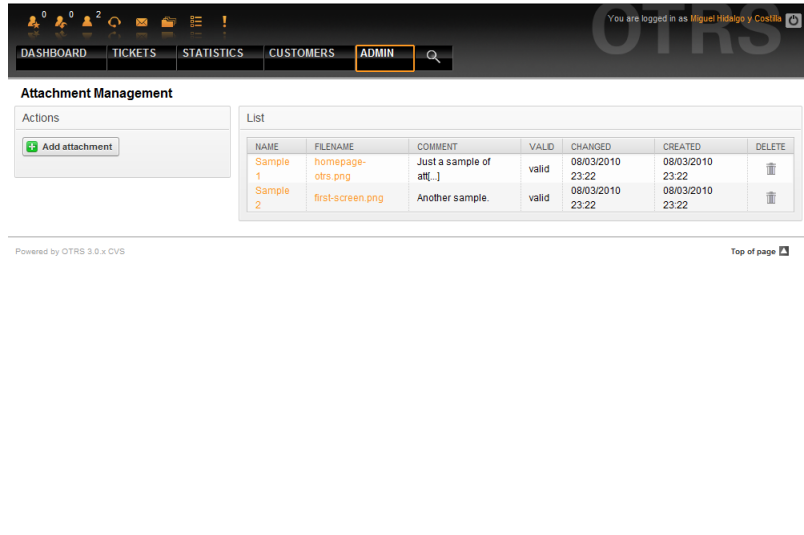 0 0 2
You are logged in as Miguel Hidalgo y Costilla
OTRS
DASHBOARD TICKETS STATISTICS CUSTOMERS ADMIN
Attachment Management
Actions
Add attachment
List
NAME FILENAME COMMENT VALID CHANGED CREATED DELETE
Sample homepage- Just a sample of 08/03/2010 08/03/2010
1 otrs.png att[...] valid 23:22 23:22
Sample 08/03/2010 08/03/2010
2 first-screen.png Another sample. valid 23:22 23:22
Powered by OTRS 3.0.x CVS
Top of page